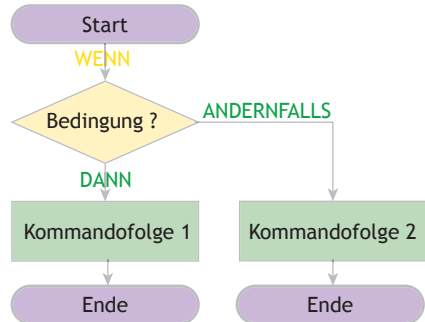 Start
WENN
Bedingung ?
ANDERNFALLS
DANN
Kommandofolge 1
Kommandofolge 2
Ende
Ende